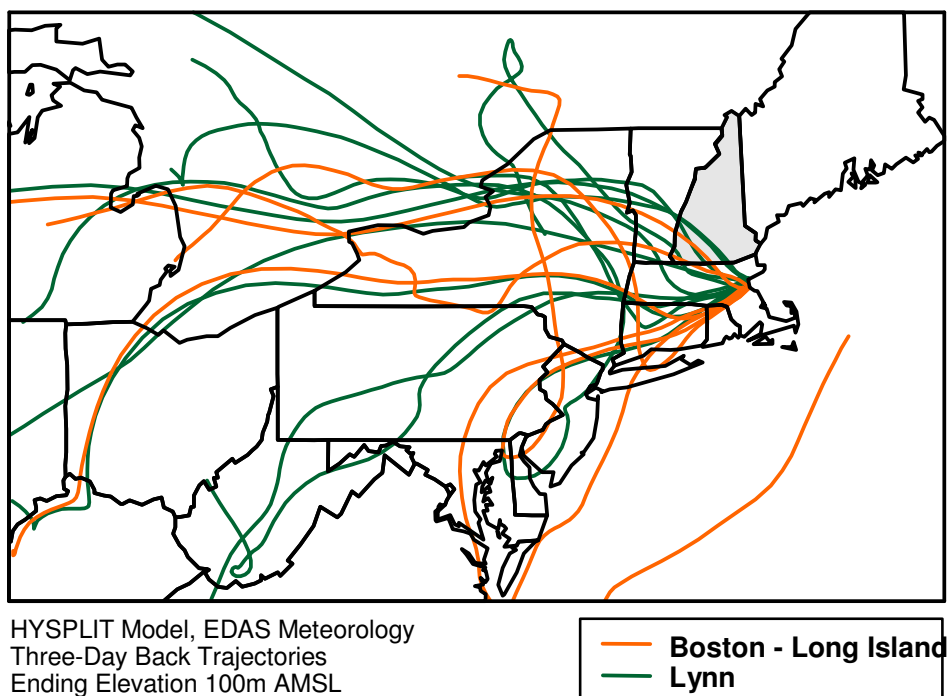 HYSPLIT Model, EDAS Meteorology
Three-Day Back Trajectories
Ending Elevation 100m AMSL
Boston - Long Island
Lynn